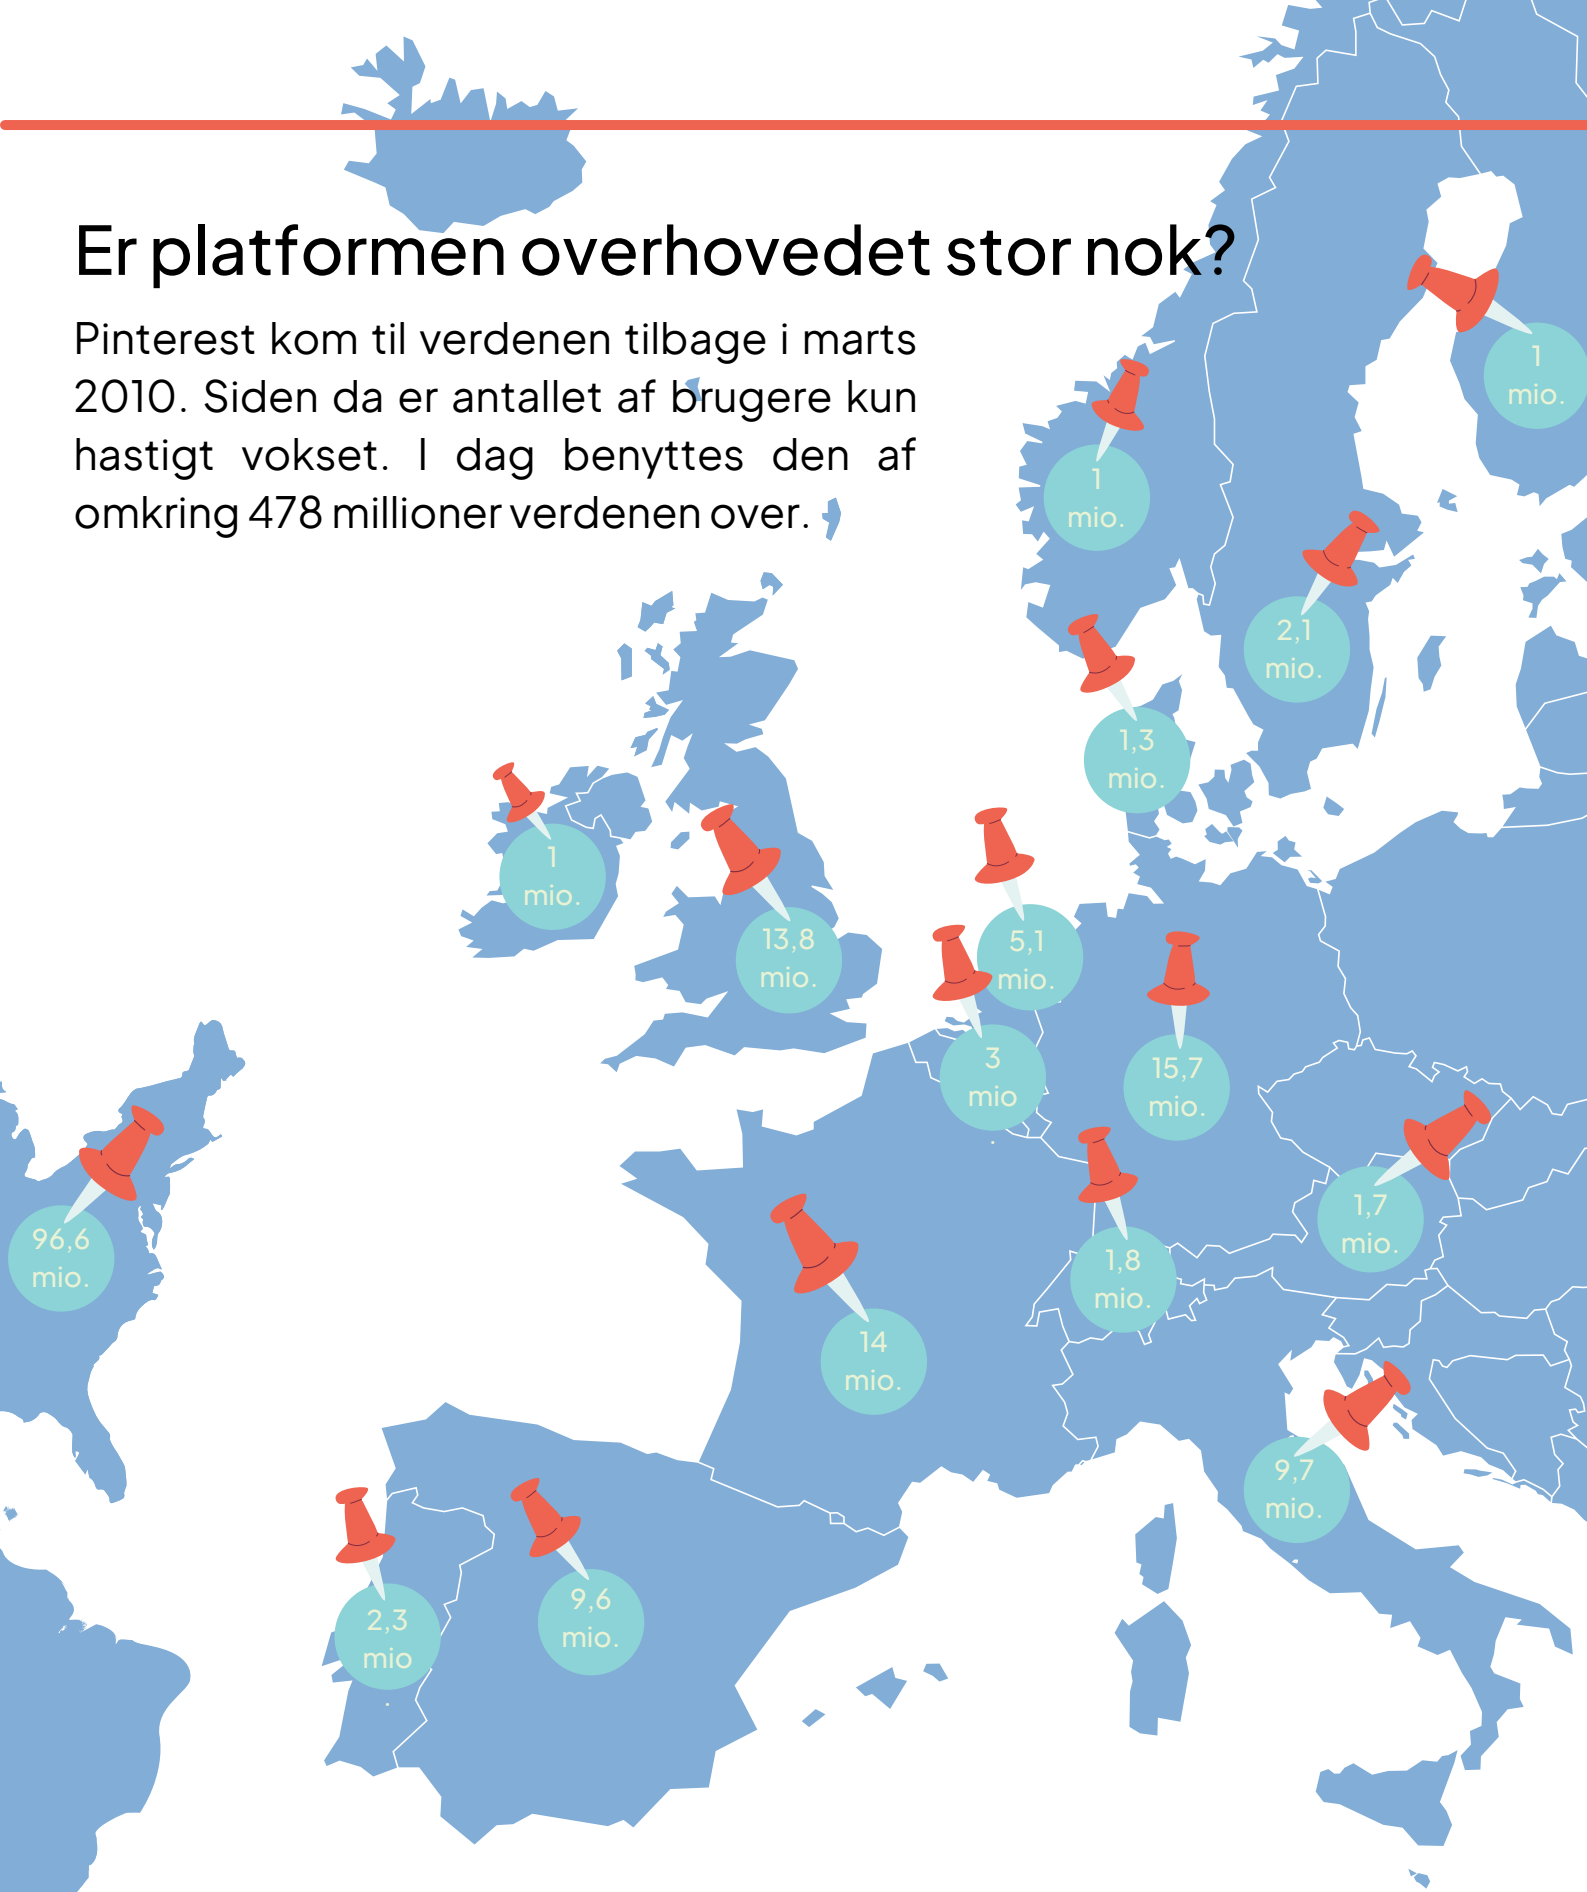 Er platformen overhovedet stor nok?
Pinterest kom til verdenen tilbage i marts
2010. Siden da er antallet af brugere kun
hastigt vokset. I dag benyttes den af
omkring 478 millioner verdenen over.
1
mio.
1
mio.
2,1
mio.
1,3
mio.
1
mio.
13,8
mio.
5,1
mio.
3
mio
.
15,7
mio.
96,6
mio.
1,7
mio.
1,8
mio.
14
mio.
9,7
mio.
2,3
mio
.
9,6
mio.